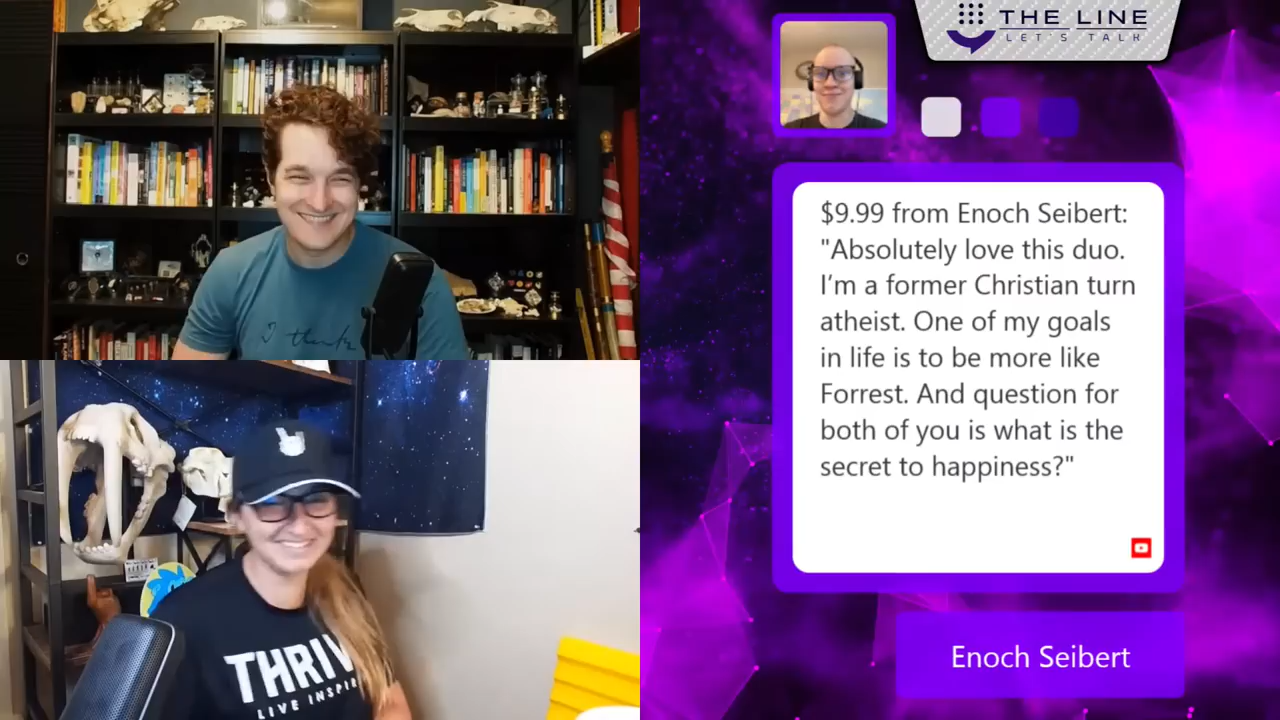 THE LINE
LET'S TALK
$9.99 from Enoch Seibert:
"Absolutely love this duo.
I'm a former Christian turn
atheist. One of my goals
in life is to be more like
Forrest. And question for
both of you is what is the
secret to happiness?"
Enoch Seibert
I think
THRIV
LIVE INSPIR